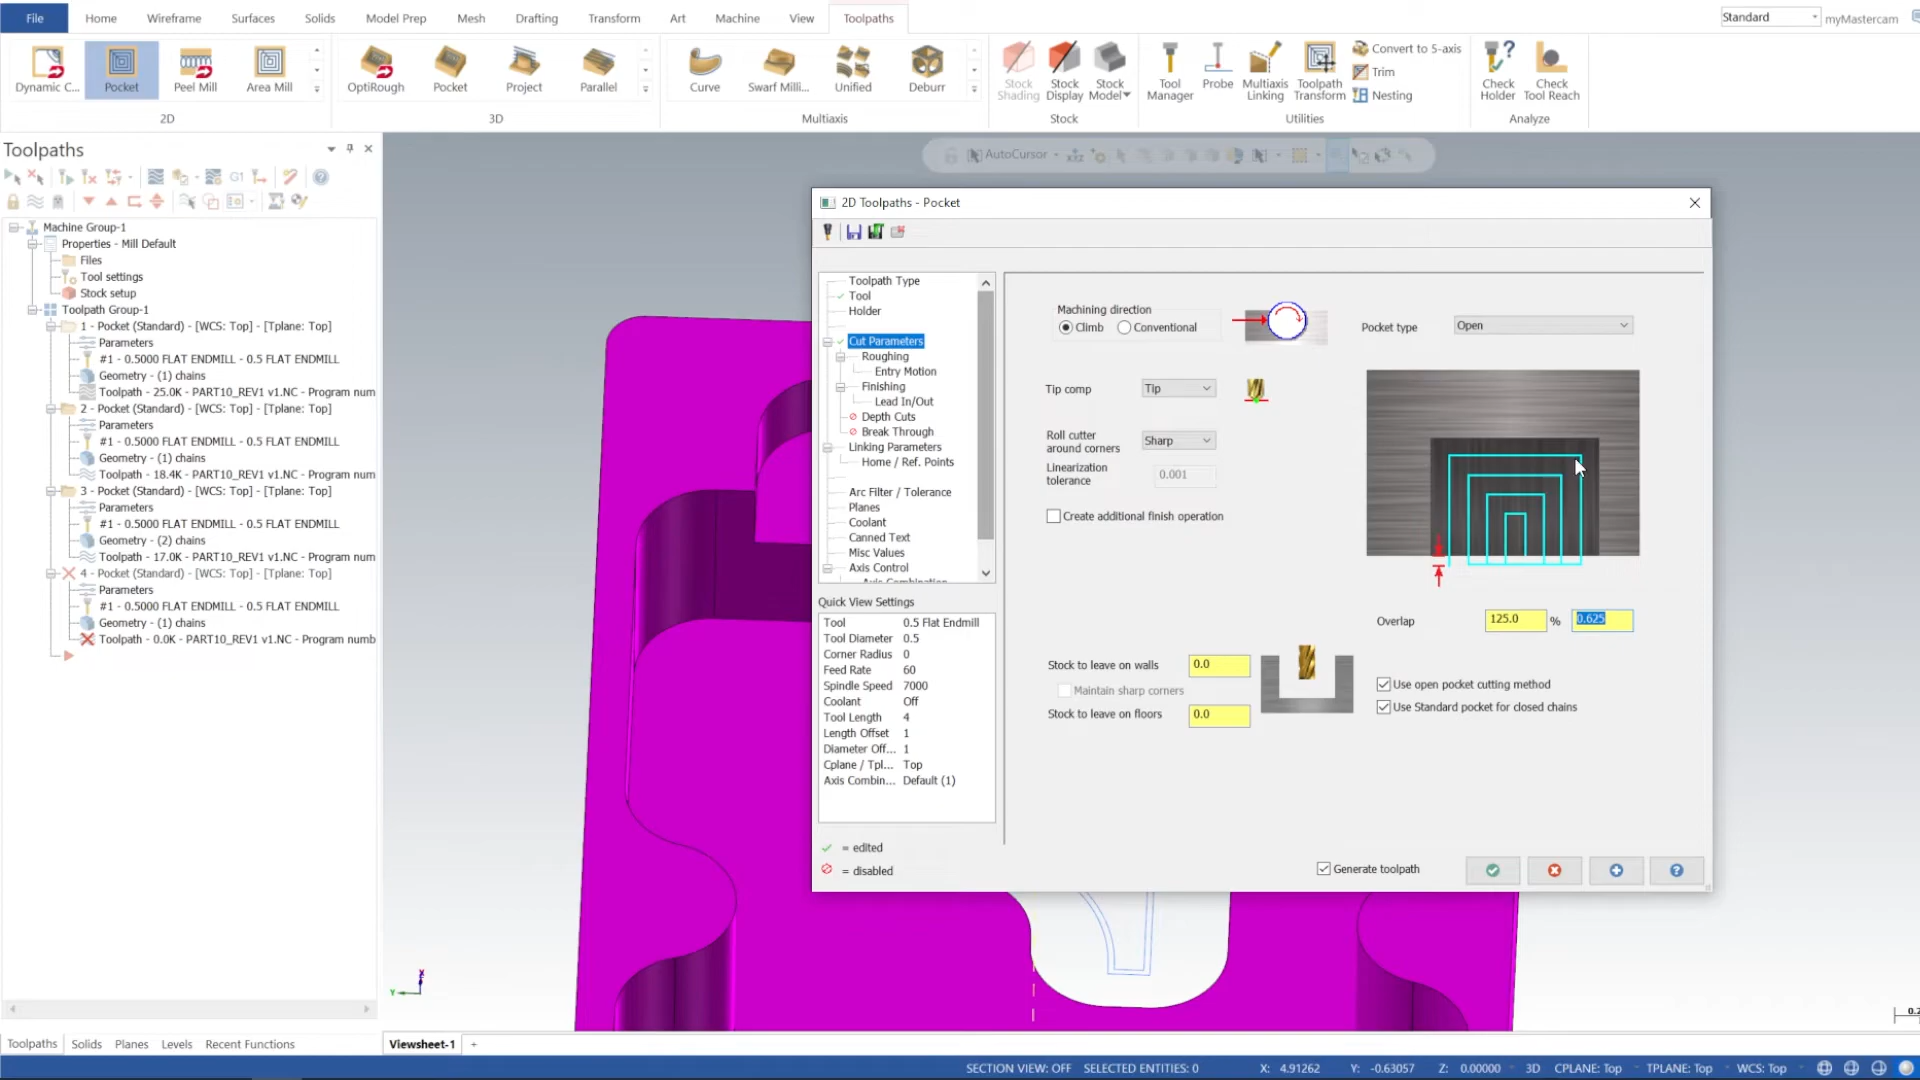 File Home Wireframe Surfaces Solids Model Prep Mesh Drafting Transform Art Machine View Toolpaths
Standard myMastercam
Dynamic C... Pocket Peel Mill Area Mill
2D
OptiRough Pocket Project Parallel
3D
Curve Swarf Milli... Unified Deburr
Multiaxis
Stock Shading
Stock Display
Stock Model
Stock
Tool Manager
Probe
Multiaxis Linking
Toolpath Transform
Convert to 5-axis
Trim
Nesting
Utilities
Check Holder
Check Tool Reach
Analyze
AutoCursor
Toolpaths
G1
Machine Group-1
Properties - Mill Default
Files
Tool settings
Stock setup
Toolpath Group-1
1 - Pocket (Standard) - [WCS: Top] - [Tplane: Top]
Parameters
#1 - 0.5000 FLAT ENDMILL - 0.5 FLAT ENDMILL
Geometry - (1) chains
Toolpath - 25.0K - PART10_REV1 v1.NC - Program num
2 - Pocket (Standard) - [WCS: Top] - [Tplane: Top]
Parameters
#1 - 0.5000 FLAT ENDMILL - 0.5 FLAT ENDMILL
Geometry - (1) chains
Toolpath - 18.4K - PART10_REV1 v1.NC - Program num
3 - Pocket (Standard) - [WCS: Top] - [Tplane: Top]
Parameters
#1 - 0.5000 FLAT ENDMILL - 0.5 FLAT ENDMILL
Geometry - (2) chains
Toolpath - 17.0K - PART10_REV1 v1.NC - Program num
4 - Pocket (Standard) - [WCS: Top] - [Tplane: Top]
Parameters
#1 - 0.5000 FLAT ENDMILL - 0.5 FLAT ENDMILL
Geometry - (1) chains
Toolpath - 0.0K - PART10_REV1 v1.NC - Program numb
2D Toolpaths - Pocket
Toolpath Type
Tool
Holder
Cut Parameters
Roughing
Entry Motion
Finishing
Lead In/Out
Depth Cuts
Break Through
Linking Parameters
Home / Ref. Points
Arc Filter / Tolerance
Planes
Coolant
Canned Text
Misc Values
Axis Control
Axis Combination
Quick View Settings
Tool 0.5 Flat Endmill
Tool Diameter 0.5
Corner Radius 0
Feed Rate 60
Spindle Speed 7000
Coolant Off
Tool Length 4
Length Offset 1
Diameter Off... 1
Cplane / Tpl... Top
Axis Combin... Default (1)
= edited
= disabled
Machining direction
Climb Conventional
Pocket type Open
Tip comp Tip
Roll cutter around corners Sharp
Linearization tolerance 0.001
Create additional finish operation
Overlap 125.0 % 0.625
Stock to leave on walls 0.0
Maintain sharp corners
Stock to leave on floors 0.0
Use open pocket cutting method
Use Standard pocket for closed chains
Generate toolpath
X
Y
0.2
Toolpaths Solids Planes Levels Recent Functions
Viewsheet-1 +
SECTION VIEW: OFF SELECTED ENTITIES: 0 X: 4.91262 Y: -0.63057 Z: 0.00000 3D CPLANE: Top TPLANE: Top WCS: Top